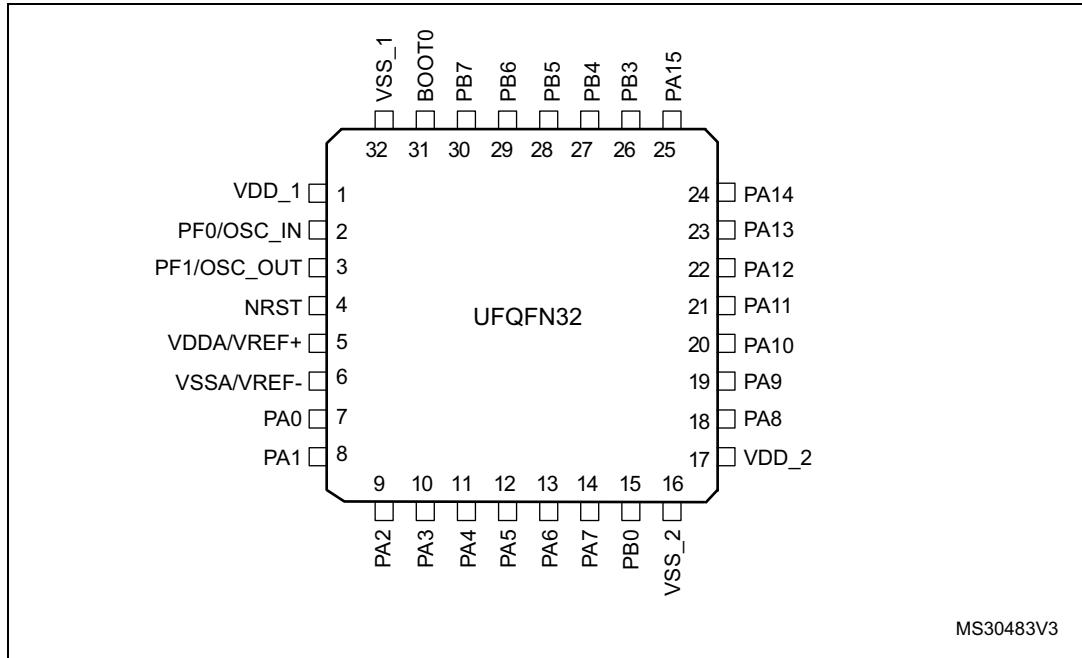 VSS_1
BOOT0
PB7
PB6
PB5
PB4
PB3
PA15
32 31 30 29 28 27 26 25
VDD_1 1
PF0/OSC_IN 2
PF1/OSC_OUT 3
NRST 4
VDDA/VREF+ 5
VSSA/VREF- 6
PA0 7
PA1 8
UFQFN32
24 PA14
23 PA13
22 PA12
21 PA11
20 PA10
19 PA9
18 PA8
17 VDD_2
9 10 11 12 13 14 15 16
PA2
PA3
PA4
PA5
PA6
PA7
PB0
VSS_2
MS30483V3